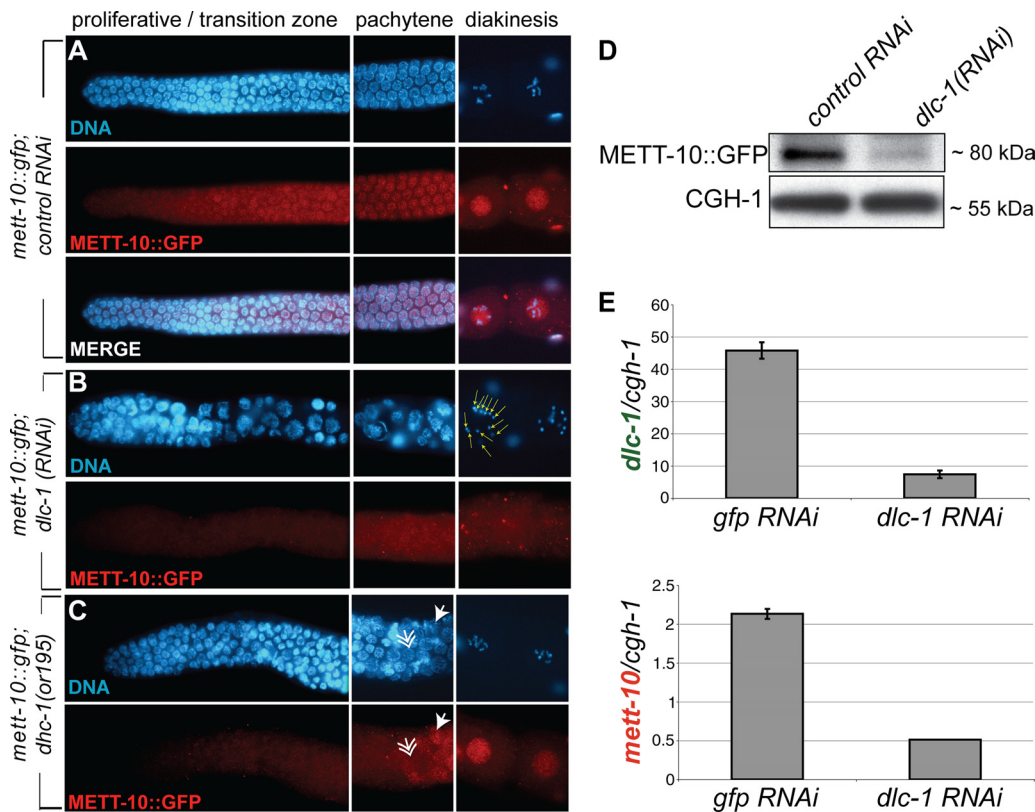 proliferative / transition zone
pachytene
diakinesis
A
mett-10::gfp;
control RNAi
DNA
METT-10::GFP
MERGE
B
mett-10::gfp;
dlc-1 (RNAi)
DNA
METT-10::GFP
C
mett-10::gfp;
dhc-1(or195)
DNA
METT-10::GFP
D
control RNAi
dlc-1(RNAi)
METT-10::GFP
~ 80 kDa
CGH-1
~ 55 kDa
E
dlc-1/cgh-1
60
50
40
30
20
10
0
gfp RNAi
dlc-1 RNAi
mett-10/cgh-1
2.5
2
1.5
1
0.5
0
gfp RNAi
dlc-1 RNAi